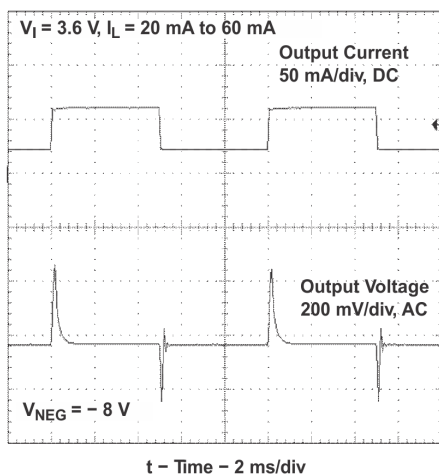 V_I = 3.6 V, I_L = 20 mA to 60 mA
Output Current
50 mA/div, DC
Output Voltage
200 mV/div, AC
V_NEG = − 8 V
t − Time − 2 ms/div